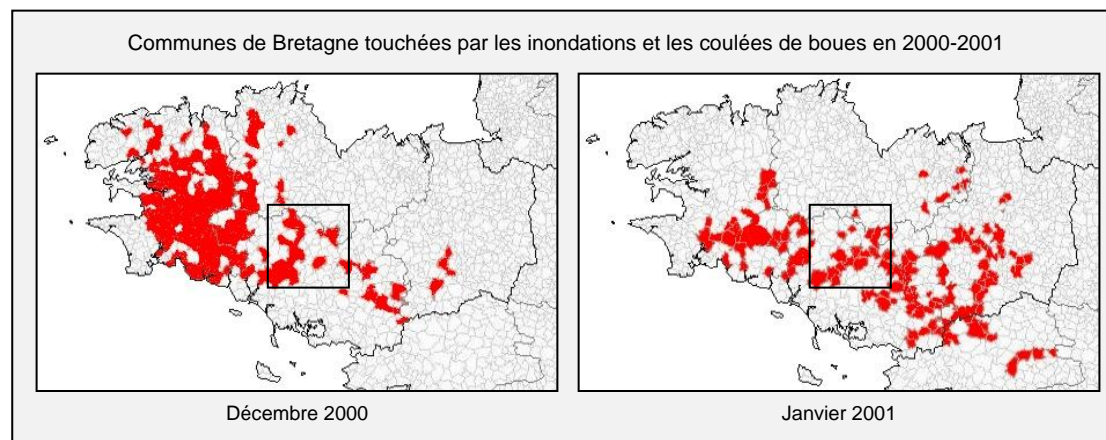 Communes de Bretagne touchées par les inondations et les coulées de boues en 2000-2001
Décembre 2000
Janvier 2001